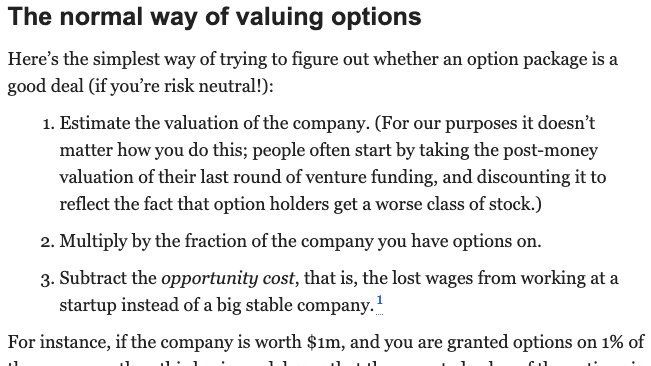 The normal way of valuing options
Here’s the simplest way of trying to figure out whether an option package is a
good deal (if you’re risk neutral!):
1. Estimate the valuation of the company. (For our purposes it doesn’t
matter how you do this; people often start by taking the post-money
valuation of their last round of venture funding, and discounting it to
reflect the fact that option holders get a worse class of stock.)
2. Multiply by the fraction of the company you have options on.
3. Subtract the opportunity cost, that is, the lost wages from working at a
startup instead of a big stable company.1
For instance, if the company is worth $1m, and you are granted options on 1% of